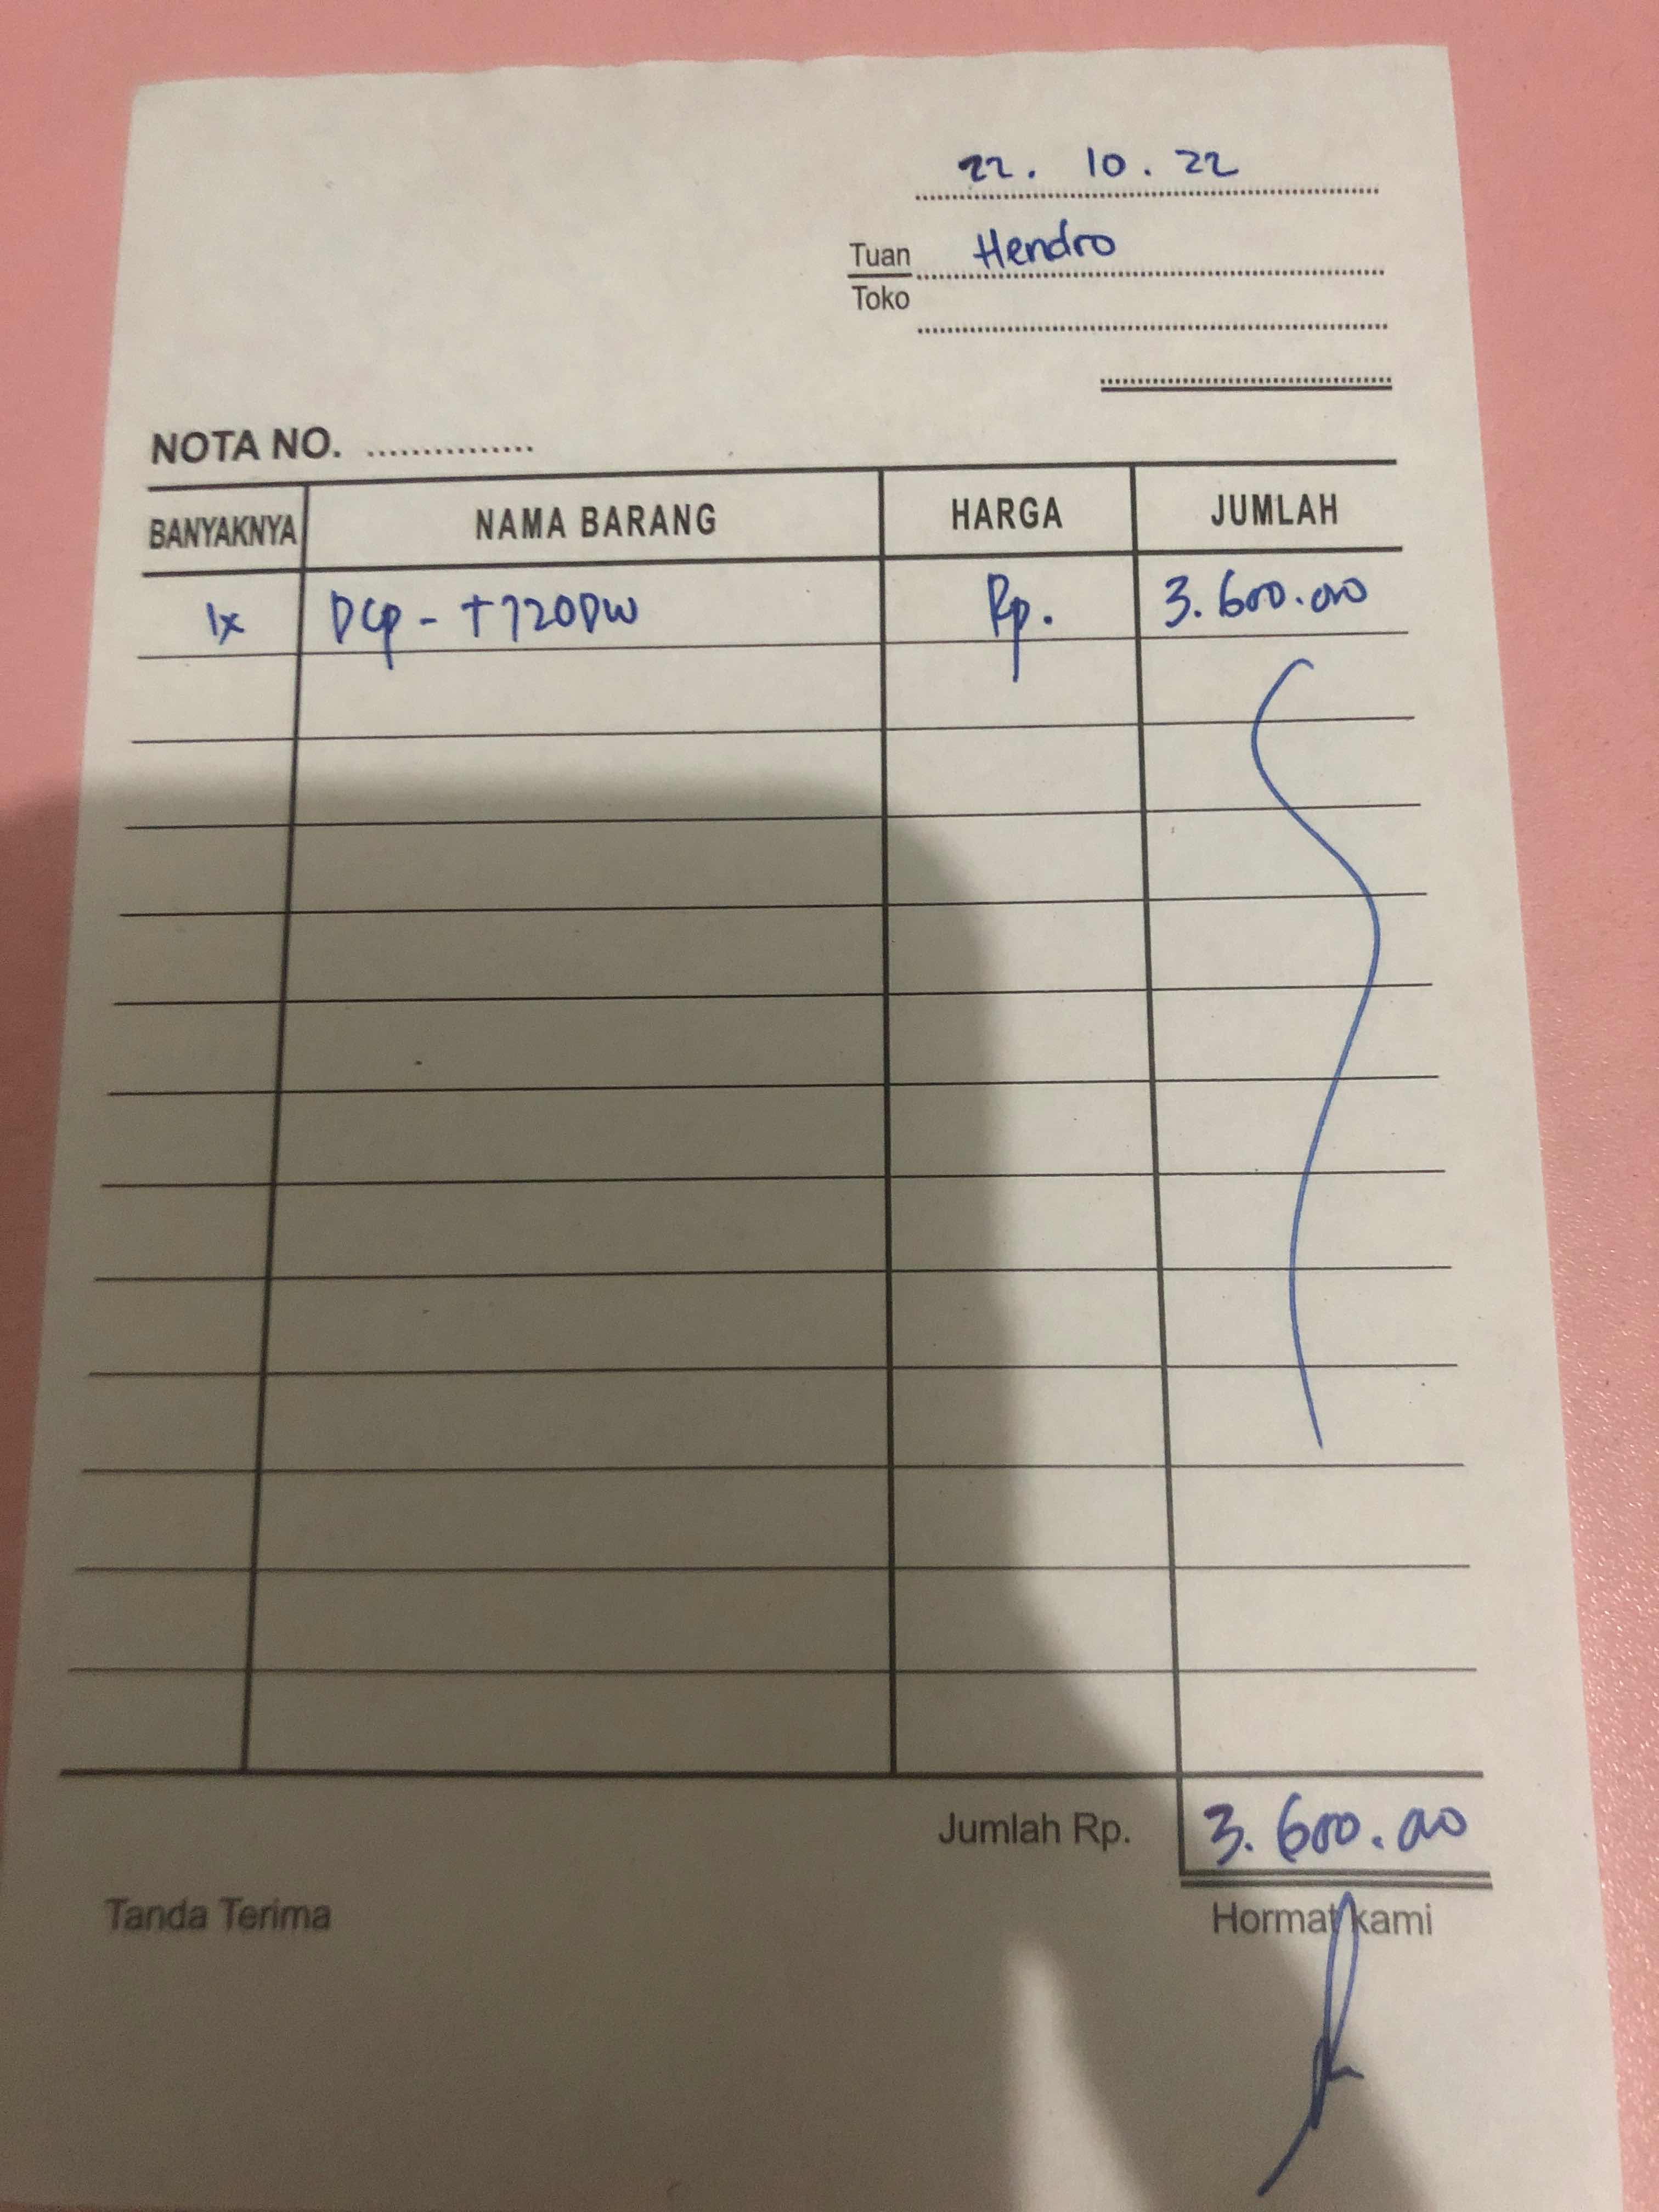 22. 10. 22
Tuan Hendro
Toko
NOTA NO. ...............
BANYAKNYA NAMA BARANG HARGA JUMLAH
1x DCP - T720DW Rp. 3.600.000
Jumlah Rp. 3.600.000
Tanda Terima Hormat kami